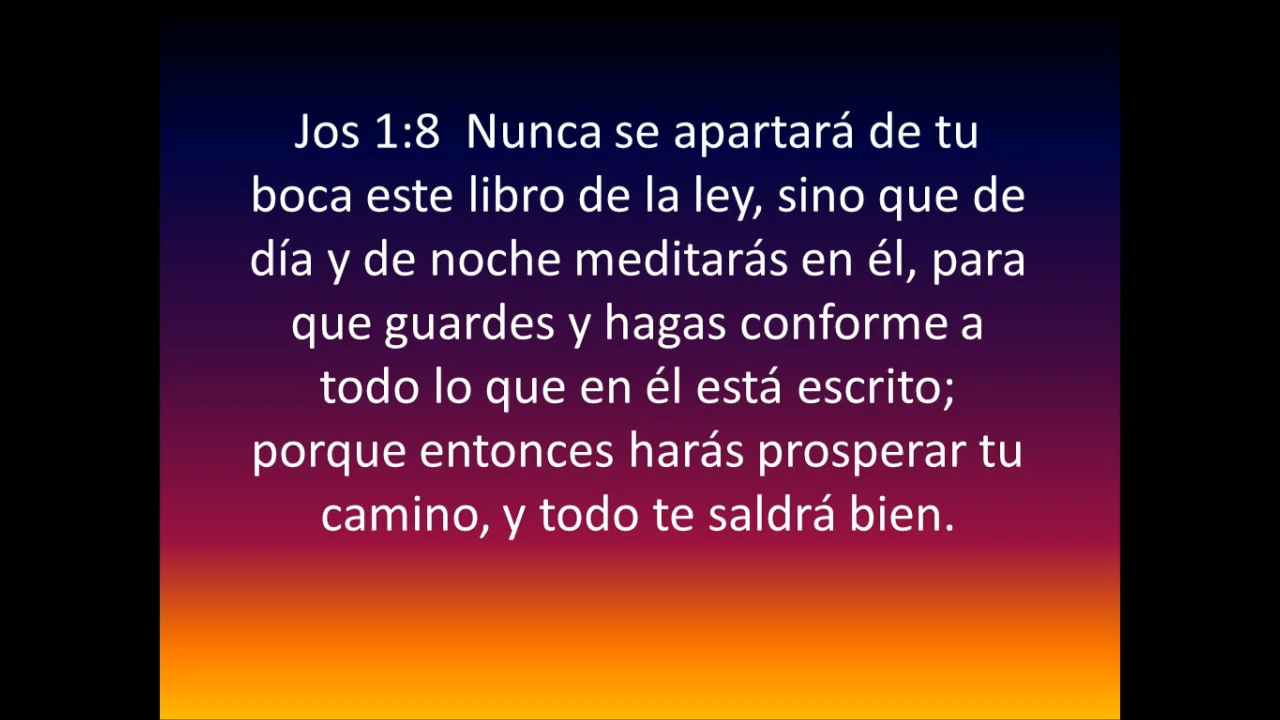 Jos 1:8  Nunca se apartará de tu
boca este libro de la ley, sino que de
día y de noche meditarás en él, para
que guardes y hagas conforme a
todo lo que en él está escrito;
porque entonces harás prosperar tu
camino, y todo te saldrá bien.